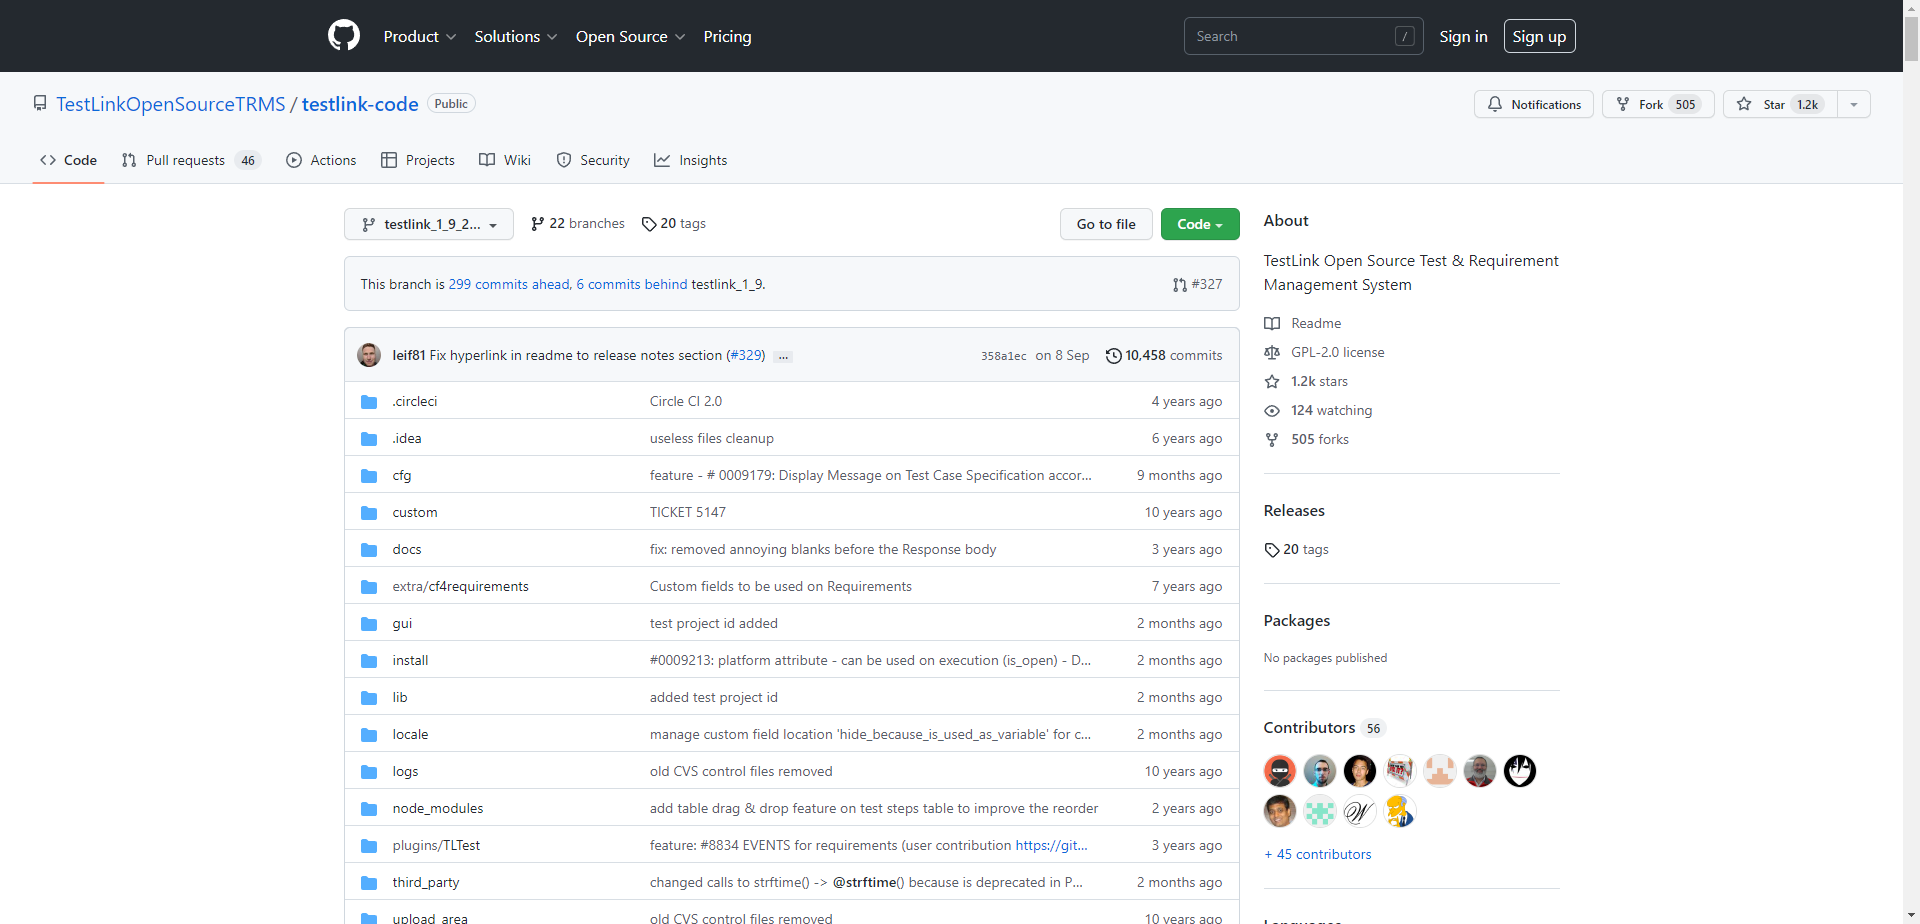 Product Solutions Open Source Pricing Search / Sign in Sign up
TestLinkOpenSourceTRMS / testlink-code Public Notifications Fork 505 Star 1.2k
Code Pull requests 46 Actions Projects Wiki Security Insights
testlink_1_9_2... 22 branches 20 tags Go to file Code
This branch is 299 commits ahead, 6 commits behind testlink_1_9. #327
leif81 Fix hyperlink in readme to release notes section (#329) ... 358a1ec on 8 Sep 10,458 commits
.circleci Circle CI 2.0 4 years ago
.idea useless files cleanup 6 years ago
cfg feature - # 0009179: Display Message on Test Case Specification accor... 9 months ago
custom TICKET 5147 10 years ago
docs fix: removed annoying blanks before the Response body 3 years ago
extra/cf4requirements Custom fields to be used on Requirements 7 years ago
gui test project id added 2 months ago
install #0009213: platform attribute - can be used on execution (is_open) - D... 2 months ago
lib added test project id 2 months ago
locale manage custom field location 'hide_because_is_used_as_variable' for c... 2 months ago
logs old CVS control files removed 10 years ago
node_modules add table drag & drop feature on test steps table to improve the reorder 2 years ago
plugins/TLTest feature: #8834 EVENTS for requirements (user contribution https://git... 3 years ago
third_party changed calls to strftime() -> @strftime() because is deprecated in P... 2 months ago
upload_area old CVS control files removed 10 years ago
About
TestLink Open Source Test & Requirement
Management System
Readme
GPL-2.0 license
1.2k stars
124 watching
505 forks
Releases
20 tags
Packages
No packages published
Contributors 56
+ 45 contributors
Languages